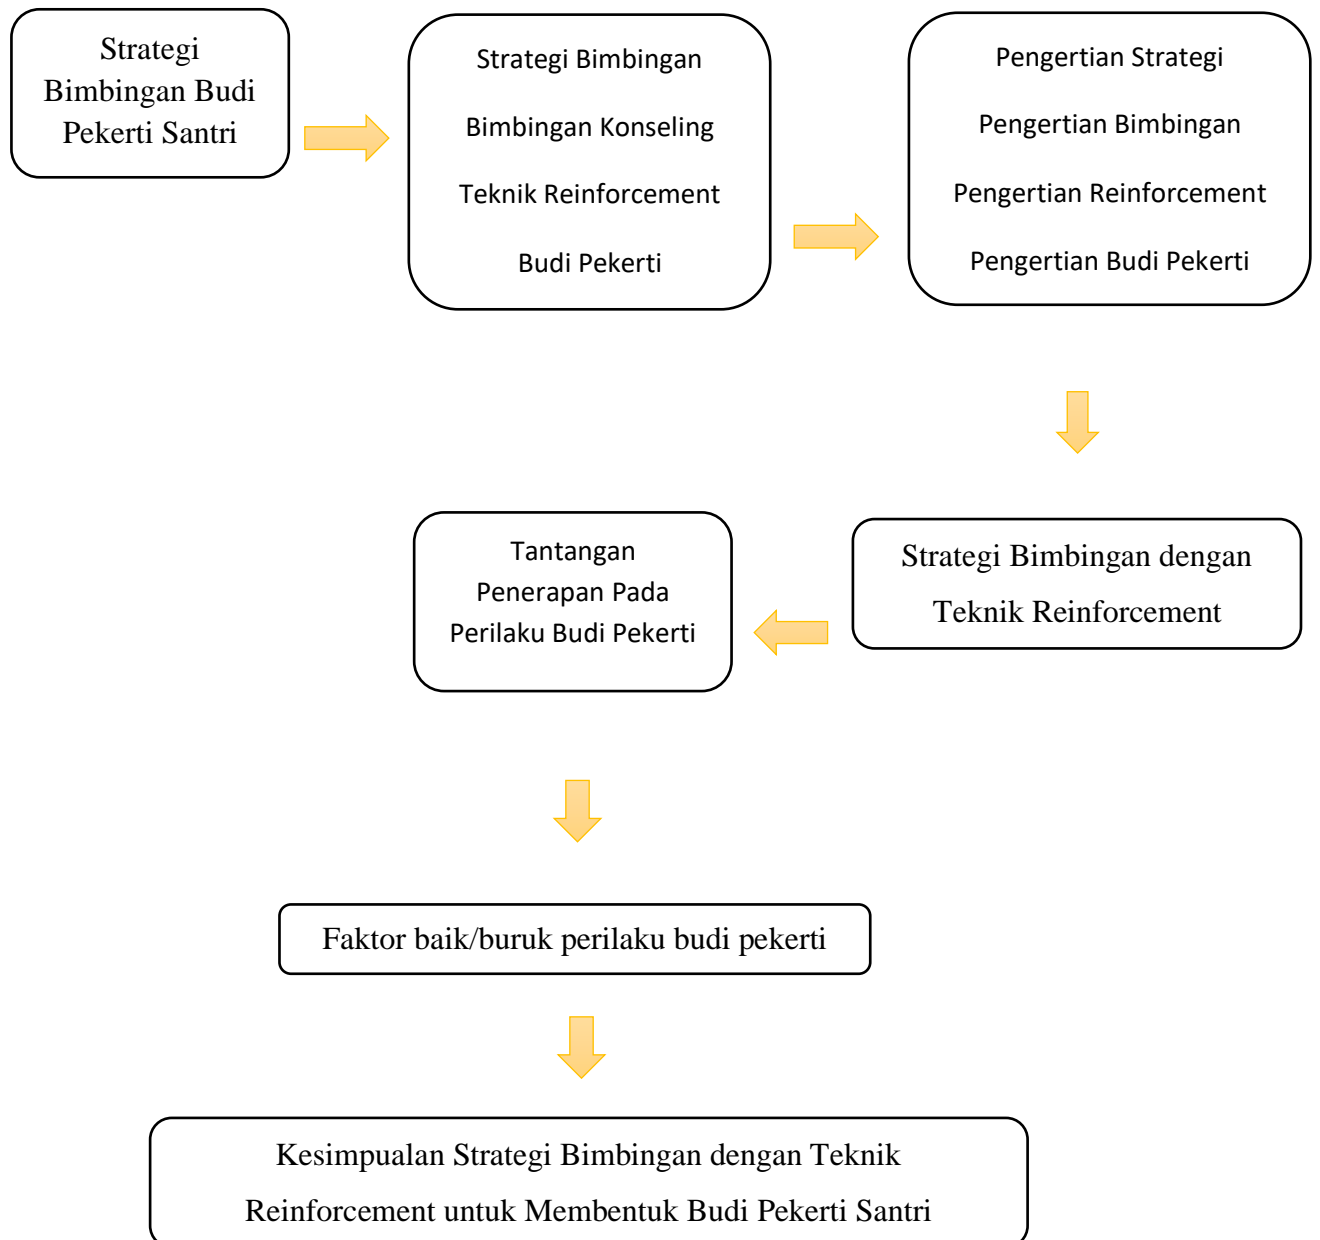 Strategi
Bimbingan Budi
Pekerti Santri
Strategi Bimbingan
Bimbingan Konseling
Teknik Reinforcement
Budi Pekerti
Pengertian Strategi
Pengertian Bimbingan
Pengertian Reinforcement
Pengertian Budi Pekerti
Strategi Bimbingan dengan
Teknik Reinforcement
Tantangan
Penerapan Pada
Perilaku Budi Pekerti
Faktor baik/buruk perilaku budi pekerti
Kesimpualan Strategi Bimbingan dengan Teknik
Reinforcement untuk Membentuk Budi Pekerti Santri